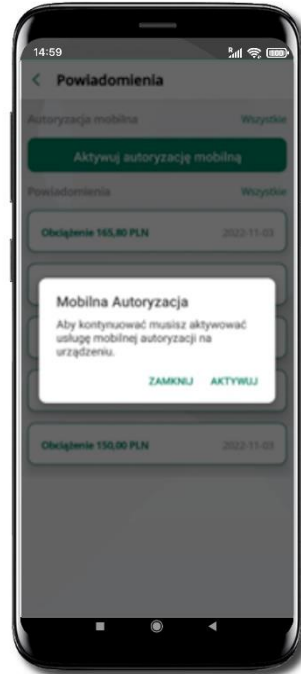 14:59
Powiadomienia
Autoryzacja mobilna Wszystkie
Aktywuj autoryzację mobilną
Powiadomienia Wszystkie
Obciążenie 165,80 PLN 2022-11-03
Mobilna Autoryzacja
Aby kontynuować musisz aktywować
usługę mobilnej autoryzacji na
urządzeniu.
ZAMKNIJ AKTYWUJ
Obciążenie 150,00 PLN 2022-11-03